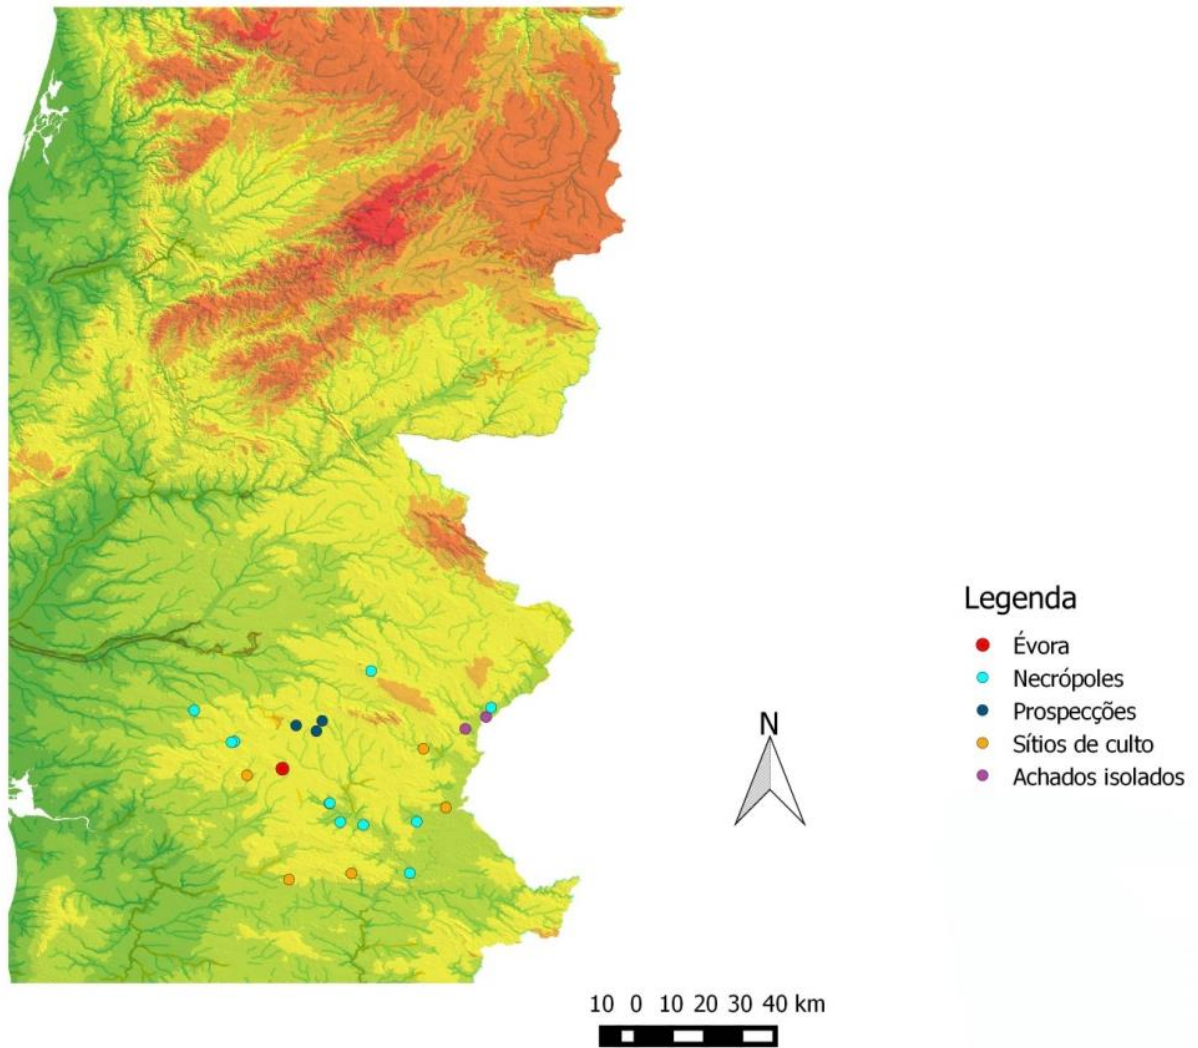 Legenda
Évora
Necrópoles
Prospecções
Sítios de culto
Achados isolados
N
10 0 10 20 30 40 km